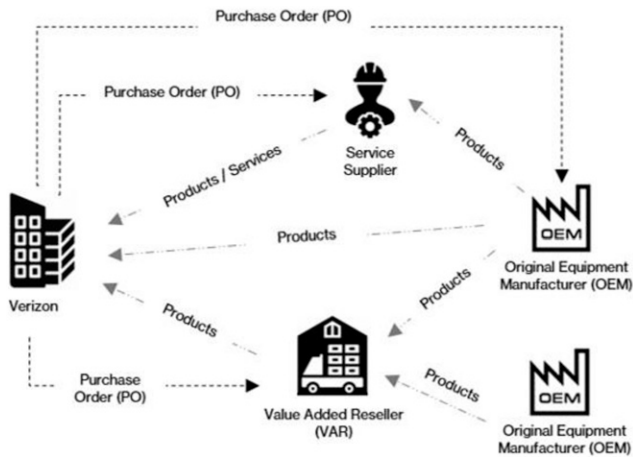 Purchase Order (PO)
Purchase Order (PO)
Service
Supplier
Products
Products / Services
OEM
Products
Original Equipment
Manufacturer (OEM)
Verizon
Products
Products
Purchase
Order (PO)
Value Added Reseller
(VAR)
Products
OEM
Original Equipment
Manufacturer (OEM)